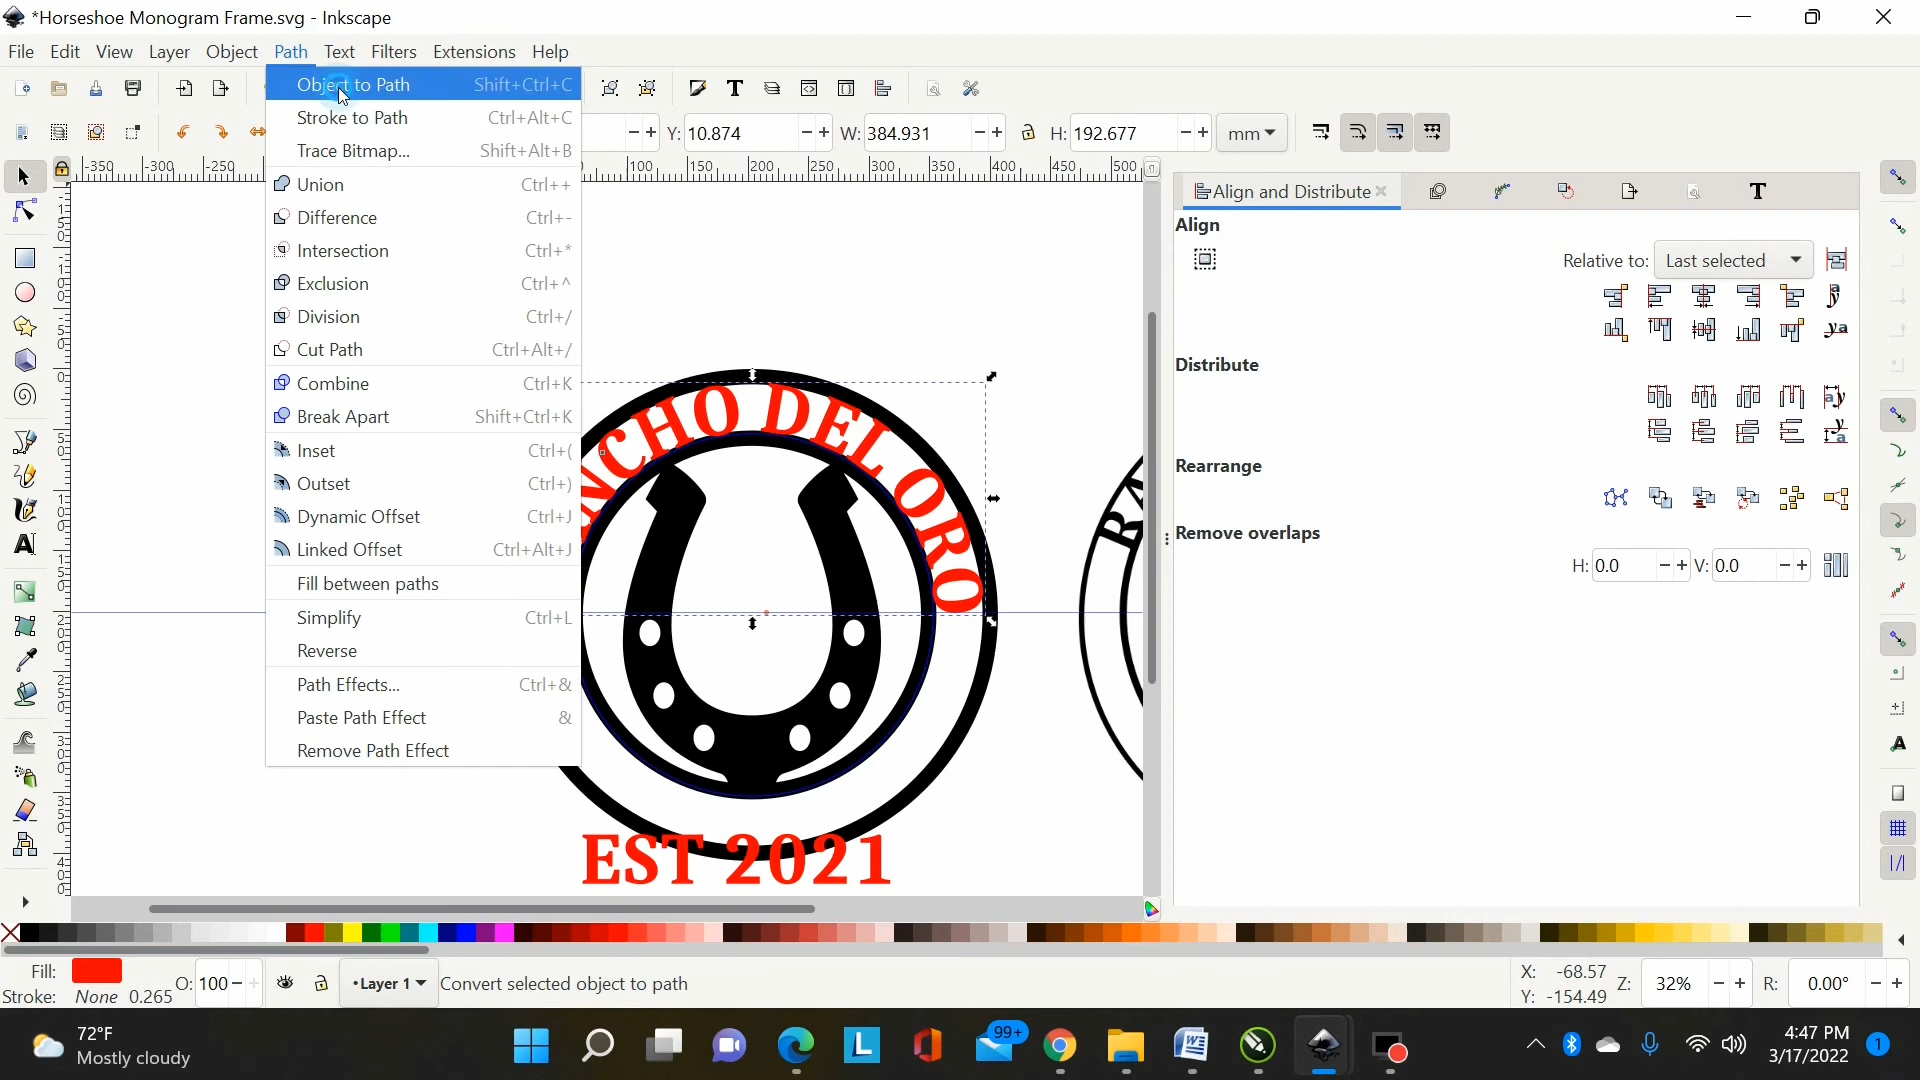 *Horseshoe Monogram Frame.svg - Inkscape
File Edit View Layer Object Path Text Filters Extensions Help
Object to Path Shift+Ctrl+C
Stroke to Path Ctrl+Alt+C
Trace Bitmap... Shift+Alt+B
Union Ctrl++
Difference Ctrl+-
Intersection Ctrl+*
Exclusion Ctrl+^
Division Ctrl+/
Cut Path Ctrl+Alt+/
Combine Ctrl+K
Break Apart Shift+Ctrl+K
Inset Ctrl+(
Outset Ctrl+)
Dynamic Offset Ctrl+J
Linked Offset Ctrl+Alt+J
Fill between paths
Simplify Ctrl+L
Reverse
Path Effects... Ctrl+&
Paste Path Effect &
Remove Path Effect
Y: 10.874 W: 384.931 H: 192.677 mm
-350 -300 -250 100 150 200 250 300 350 400 450 500
NCHO DEL ORO
EST 2021
RA
Align and Distribute
Align
Relative to: Last selected
Distribute
Rearrange
Remove overlaps
H: 0.0 V: 0.0
Fill: O: 100 Layer 1 Convert selected object to path
Stroke: None 0.265
X: -68.57
Y: -154.49
Z: 32% R: 0.00°
72°F
Mostly cloudy
99+
4:47 PM
3/17/2022
1